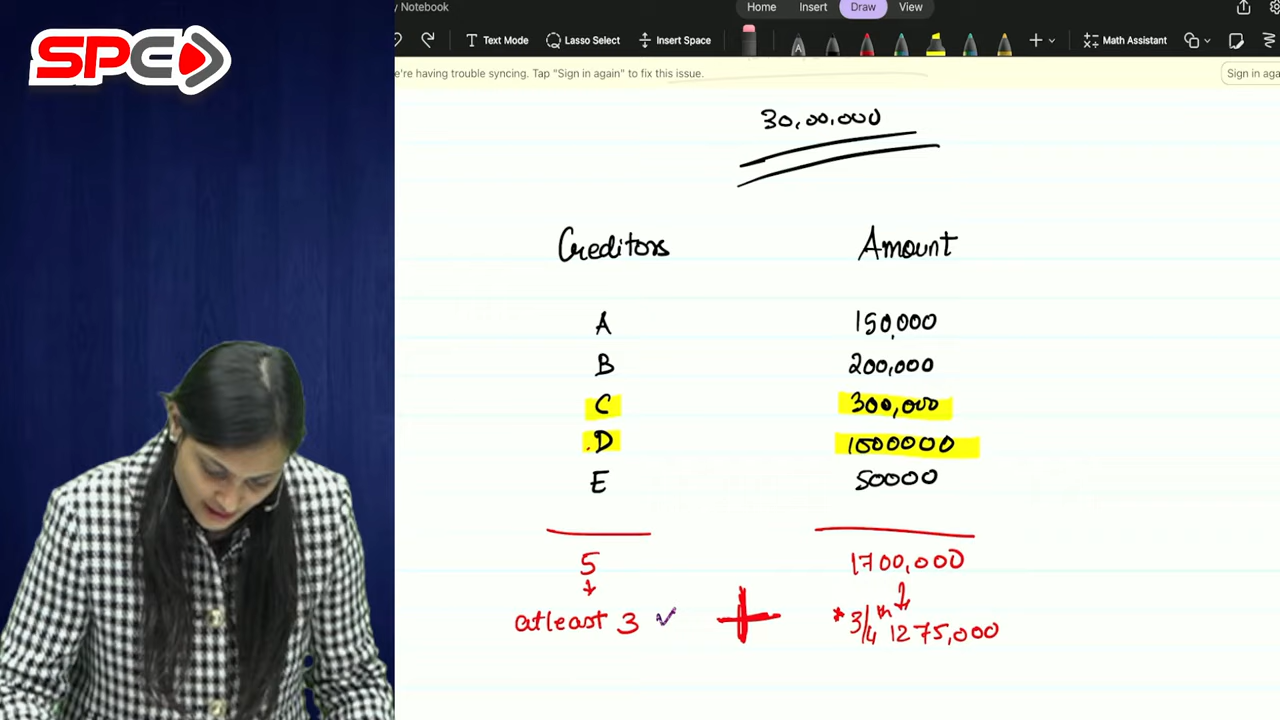 SPE
Notebook
Home Insert Draw View
Text Mode Lasso Select Insert Space Math Assistant
're having trouble syncing. Tap "Sign in again" to fix this issue. Sign in aga
30,00,000
Creditors Amount
A 150,000
B 200,000
C 300,000
D 1000000
E 50000
5 1700,000
atleast 3 ✓ + * 3/4th 1275,000